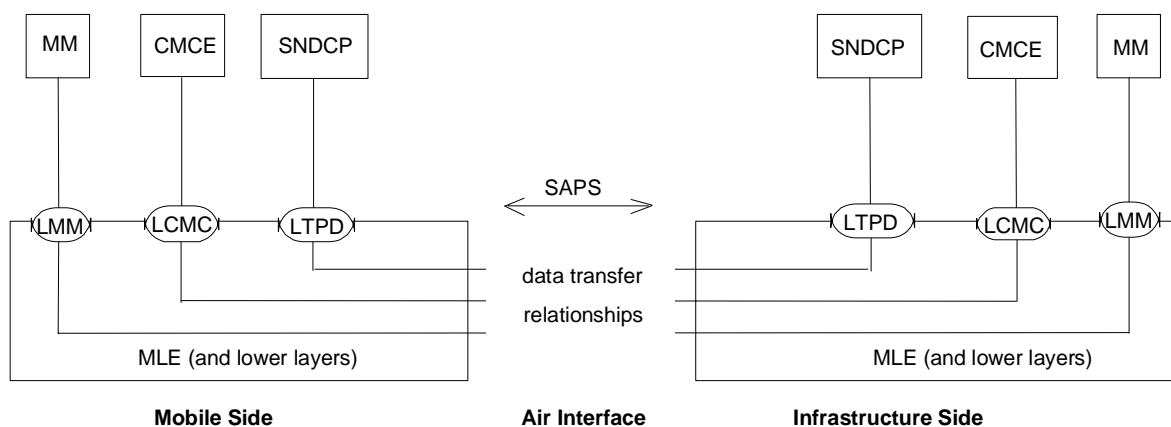 MM CMCE SNDCP SNDCP CMCE MM
SAPS
LMM LCMC LTPD LTPD LCMC LMM
data transfer
relationships
MLE (and lower layers) MLE (and lower layers)
Mobile Side Air Interface Infrastructure Side